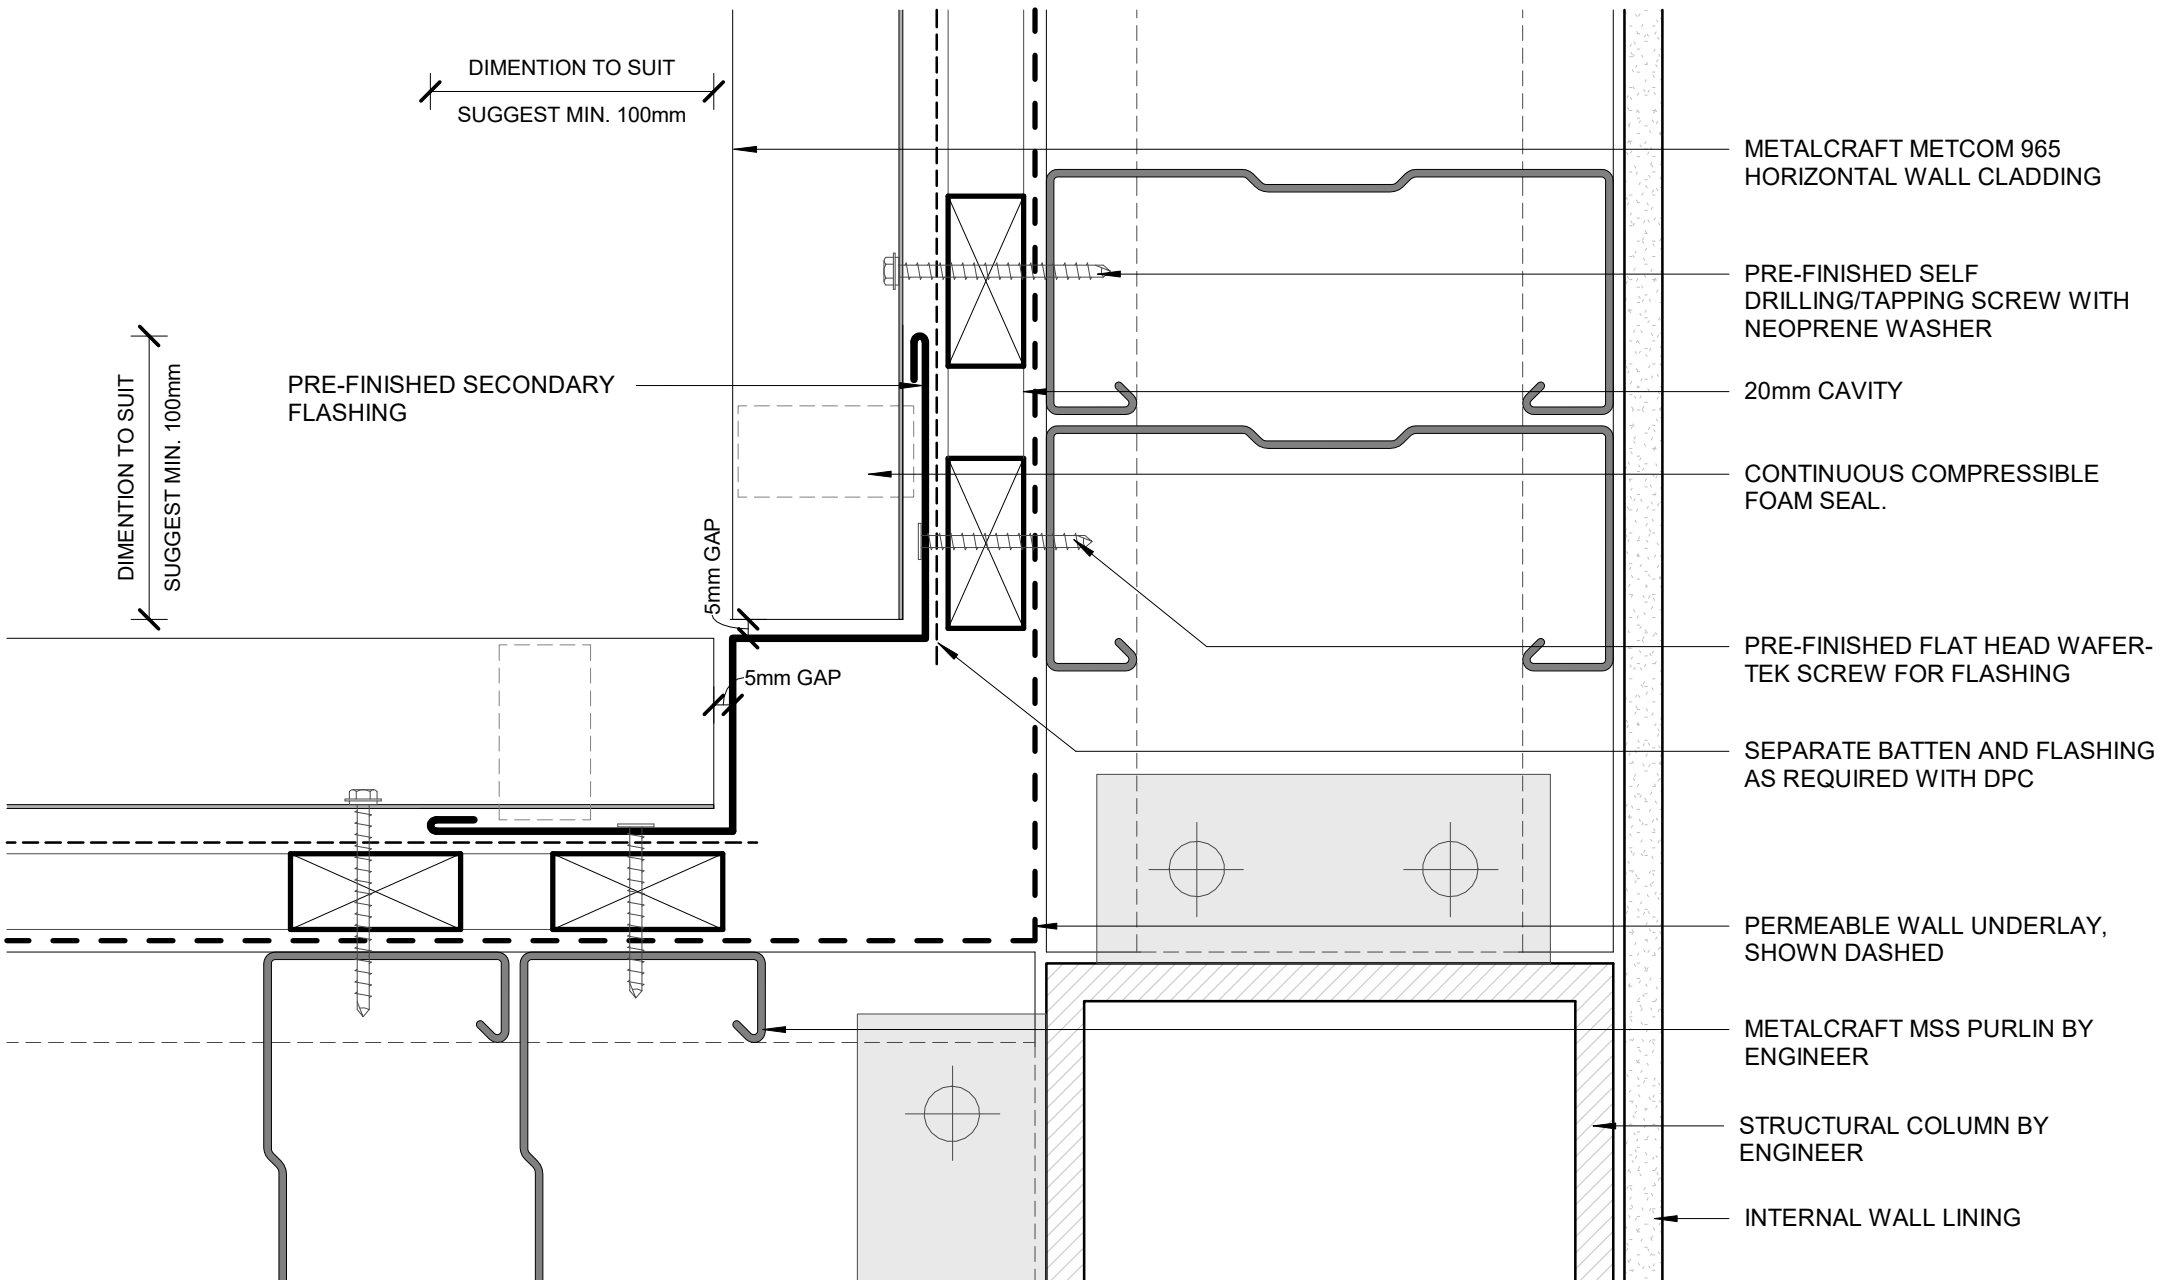 DIMENTION TO SUIT
SUGGEST MIN. 100mm
DIMENTION TO SUIT
SUGGEST MIN. 100mm
PRE-FINISHED SECONDARY
FLASHING
5mm GAP
5mm GAP
METALCRAFT METCOM 965
HORIZONTAL WALL CLADDING
PRE-FINISHED SELF
DRILLING/TAPPING SCREW WITH
NEOPRENE WASHER
20mm CAVITY
CONTINUOUS COMPRESSIBLE
FOAM SEAL.
PRE-FINISHED FLAT HEAD WAFER-
TEK SCREW FOR FLASHING
SEPARATE BATTEN AND FLASHING
AS REQUIRED WITH DPC
PERMEABLE WALL UNDERLAY,
SHOWN DASHED
METALCRAFT MSS PURLIN BY
ENGINEER
STRUCTURAL COLUMN BY
ENGINEER
INTERNAL WALL LINING